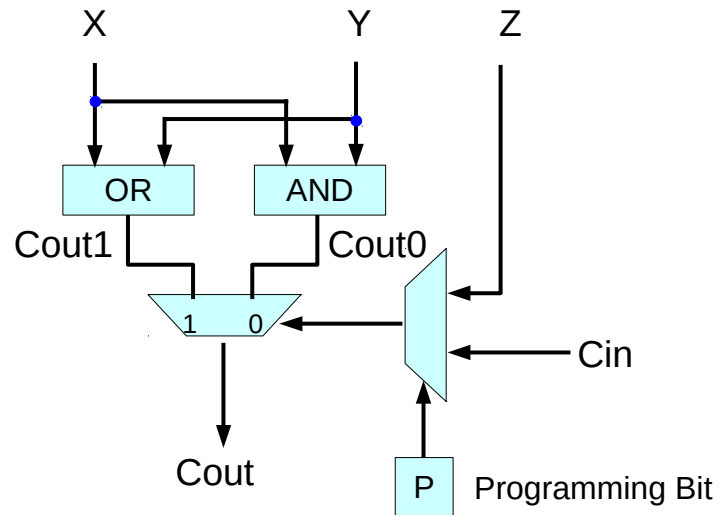 X Y Z
OR AND
Cout1 Cout0
1 0
Cin
Cout
P Programming Bit